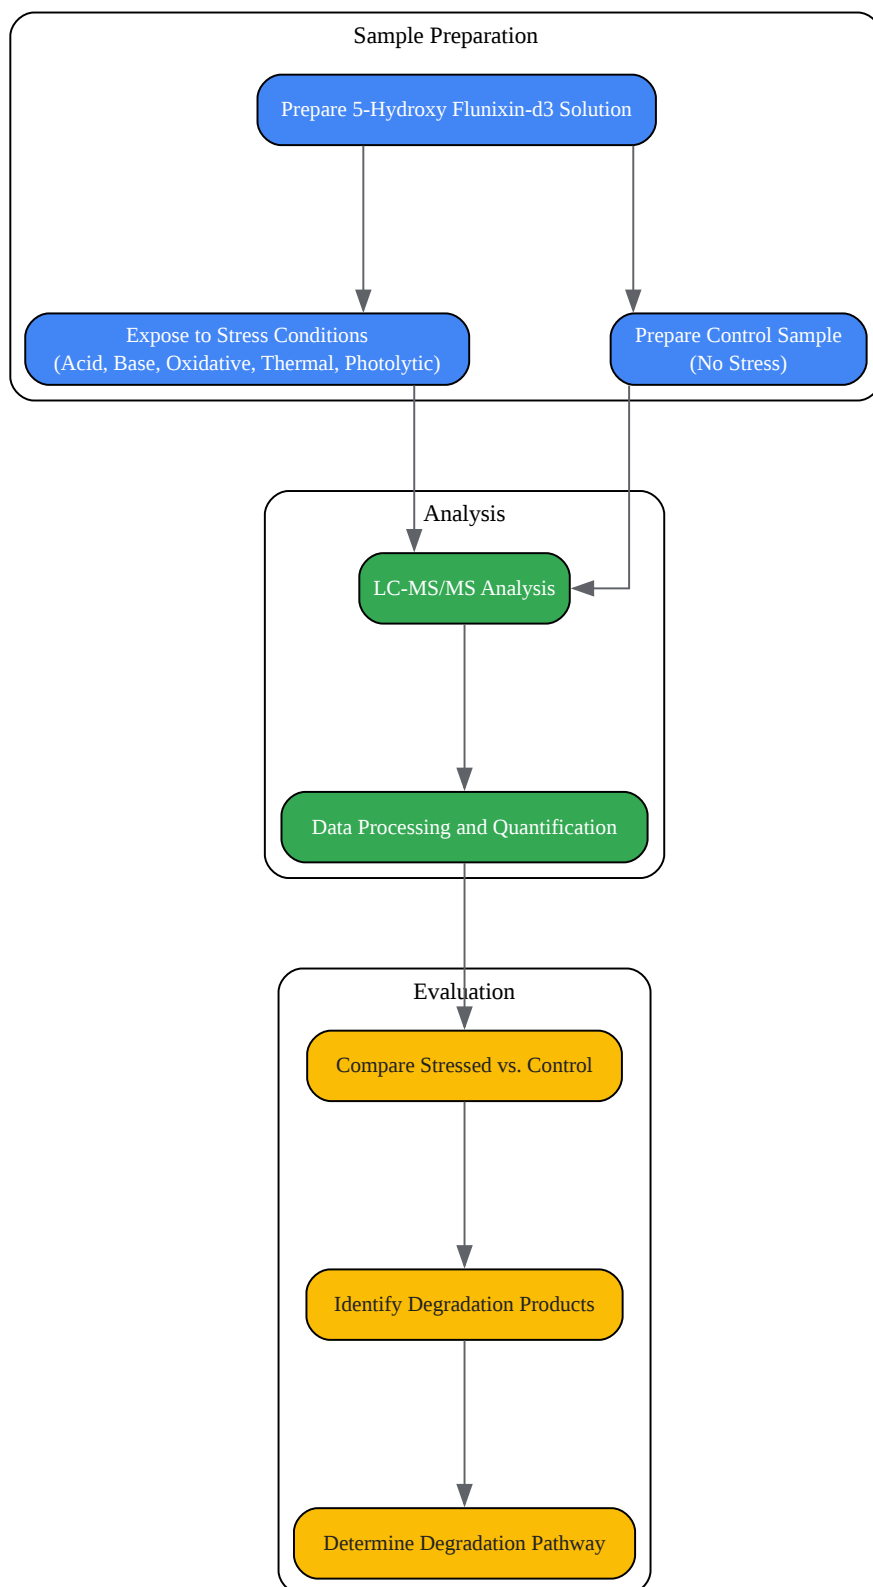 Sample Preparation
Prepare 5-Hydroxy Flunixin-d3 Solution
Expose to Stress Conditions
(Acid, Base, Oxidative, Thermal, Photolytic)
Prepare Control Sample
(No Stress)
Analysis
LC-MS/MS Analysis
Data Processing and Quantification
Evaluation
Compare Stressed vs. Control
Identify Degradation Products
Determine Degradation Pathway